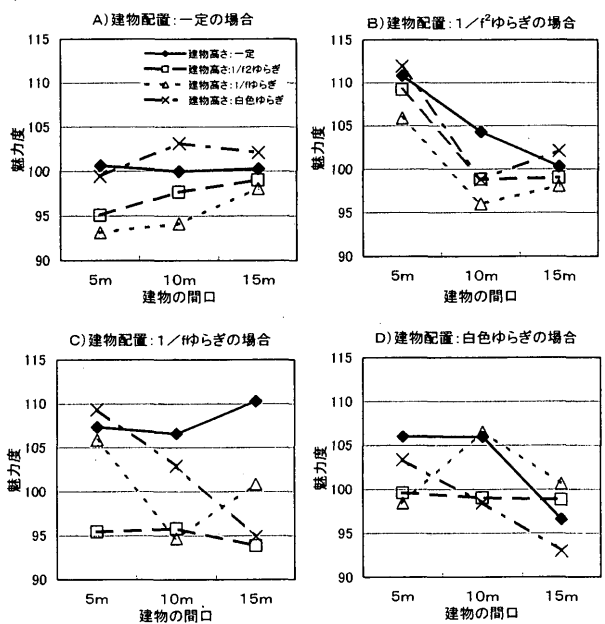 A)建物配置:一定の場合
115
110
105
100
95
90
魅力度
建物高さ:一定
建物高さ:1/f2ゆらぎ
建物高さ:1/fゆらぎ
建物高さ:白色ゆらぎ
5m 10m 15m
建物の間口
B)建物配置:1/f²ゆらぎの場合
115
110
105
100
95
90
魅力度
5m 10m 15m
建物の間口
C)建物配置:1/fゆらぎの場合
115
110
105
100
95
90
魅力度
5m 10m 15m
建物の間口
D)建物配置:白色ゆらぎの場合
115
110
105
100
95
90
魅力度
5m 10m 15m
建物の間口